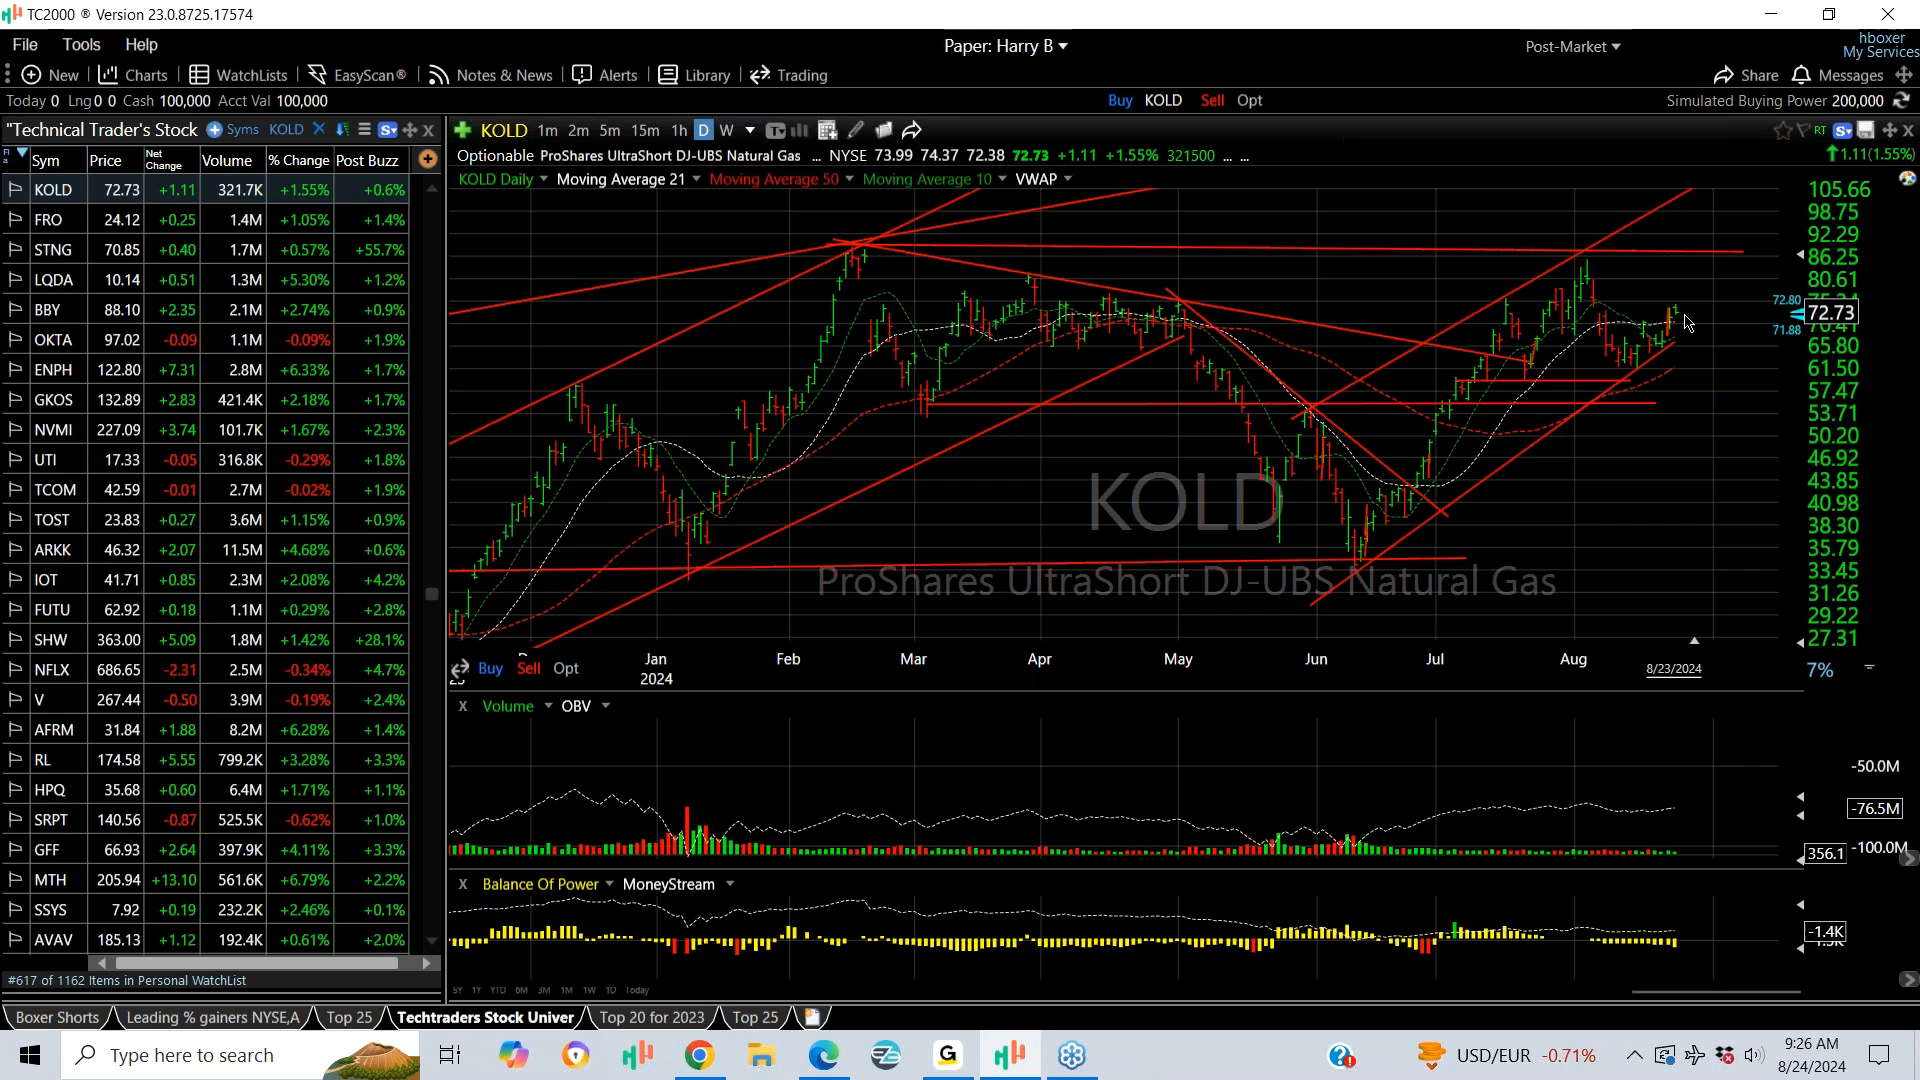 TC2000 ® Version 23.0.8725.17574
File Tools Help
Paper: Harry B
Post-Market
hboxer
My Services
New Charts WatchLists EasyScan® Notes & News Alerts Library Trading
Share Messages
Today 0 Lng 0 0 Cash 100,000 Acct Val 100,000
Buy KOLD Sell Opt
Simulated Buying Power 200,000
"Technical Trader's Stock Syms KOLD
KOLD 1m 2m 5m 15m 1h D W
RT
Sym Price Net Change Volume % Change Post Buzz
Optionable ProShares UltraShort DJ-UBS Natural Gas ... NYSE 73.99 74.37 72.38 72.73 +1.11 +1.55% 321500 ... ...
1.11(1.55%)
KOLD Daily Moving Average 21 Moving Average 50 Moving Average 10 VWAP
KOLD 72.73 +1.11 321.7K +1.55% +0.6%
FRO 24.12 +0.25 1.4M +1.05% +1.4%
STNG 70.85 +0.40 1.7M +0.57% +55.7%
LQDA 10.14 +0.51 1.3M +5.30% +1.2%
BBY 88.10 +2.35 2.1M +2.74% +0.9%
OKTA 97.02 -0.09 1.1M -0.09% +1.9%
ENPH 122.80 +7.31 2.8M +6.33% +1.7%
GKOS 132.89 +2.83 421.4K +2.18% +1.7%
NVMI 227.09 +3.74 101.7K +1.67% +2.3%
UTI 17.33 -0.05 316.8K -0.29% +1.8%
TCOM 42.59 -0.01 2.7M -0.02% +1.9%
TOST 23.83 +0.27 3.6M +1.15% +0.9%
ARKK 46.32 +2.07 11.5M +4.68% +0.6%
IOT 41.71 +0.85 2.3M +2.08% +4.2%
FUTU 62.92 +0.18 1.1M +0.29% +2.8%
SHW 363.00 +5.09 1.8M +1.42% +28.1%
NFLX 686.65 -2.31 2.5M -0.34% +4.7%
V 267.44 -0.50 3.9M -0.19% +2.4%
AFRM 31.84 +1.88 8.2M +6.28% +1.4%
RL 174.58 +5.55 799.2K +3.28% +3.3%
HPQ 35.68 +0.60 6.4M +1.71% +1.1%
SRPT 140.56 -0.87 525.5K -0.62% +1.0%
GFF 66.93 +2.64 397.9K +4.11% +3.3%
MTH 205.94 +13.10 561.6K +6.79% +2.2%
SSYS 7.92 +0.19 232.2K +2.46% +0.1%
AVAV 185.13 +1.12 192.4K +0.61% +2.0%
#617 of 1162 Items in Personal WatchList
105.66
98.75
92.29
86.25
80.61
72.80
72.73
71.88
65.80
61.50
57.47
53.71
50.20
46.92
43.85
40.98
38.30
35.79
33.45
31.26
29.22
27.31
KOLD
ProShares UltraShort DJ-UBS Natural Gas
Jan Feb Mar Apr May Jun Jul Aug
2024
8/23/2024
7%
Buy Sell Opt
X Volume OBV
-50.0M
-76.5M
356.1
-100.0M
X Balance Of Power MoneyStream
-1.4K
5Y 1Y YTD 6M 3M 1M 1W 1D Today
Boxer Shorts Leading % gainers NYSE,A Top 25 Techtraders Stock Univer Top 20 for 2023 Top 25
Type here to search
USD/EUR -0.71%
9:26 AM
8/24/2024